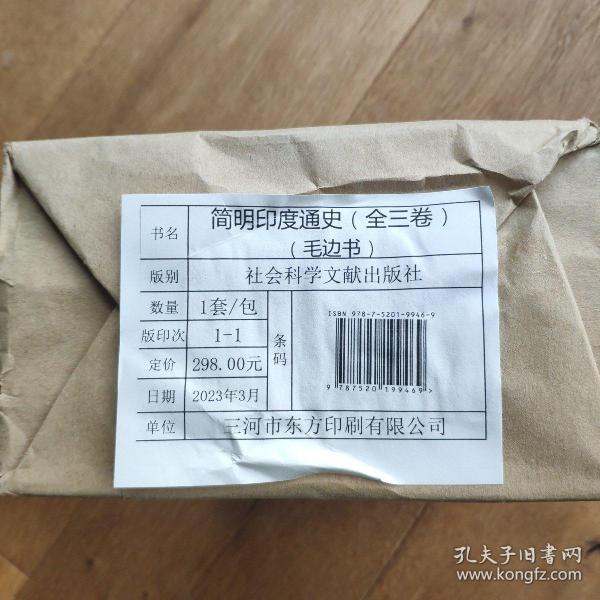 书名 简明印度通史（全三卷）
（毛边书）
版别 社会科学文献出版社
数量 1套/包
版印次 1-1
定价 298.00元
日期 2023年3月
条码
ISBN 978-7-5201-9946-9
9 787520 199469>
单位 三河市东方印刷有限公司
孔夫子旧书网
www.kongfz.com